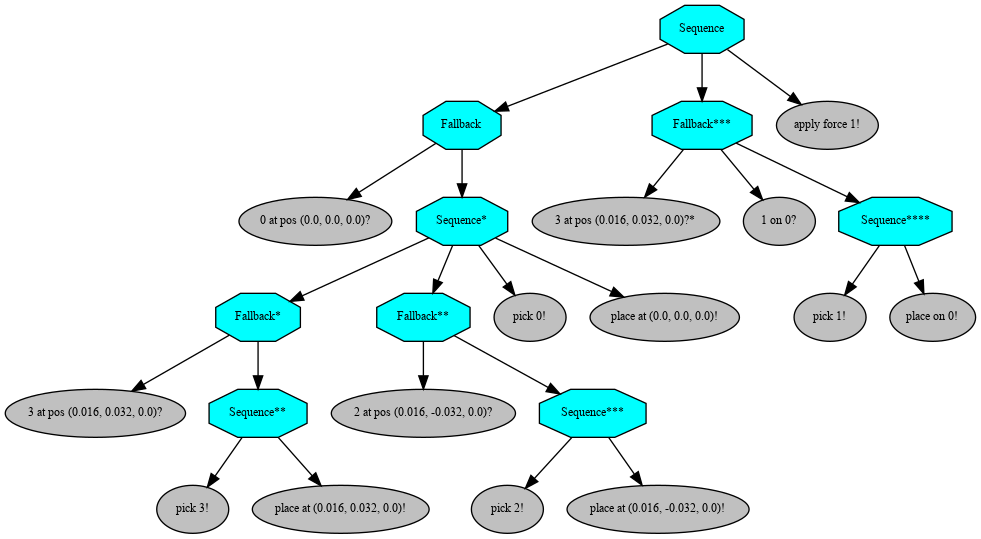 Sequence
Fallback
Fallback***
apply force 1!
0 at pos (0.0, 0.0, 0.0)?
Sequence*
3 at pos (0.016, 0.032, 0.0)?*
1 on 0?
Sequence****
Fallback*
Fallback**
pick 0!
place at (0.0, 0.0, 0.0)!
pick 1!
place on 0!
3 at pos (0.016, 0.032, 0.0)?
Sequence**
2 at pos (0.016, -0.032, 0.0)?
Sequence***
pick 3!
place at (0.016, 0.032, 0.0)!
pick 2!
place at (0.016, -0.032, 0.0)!